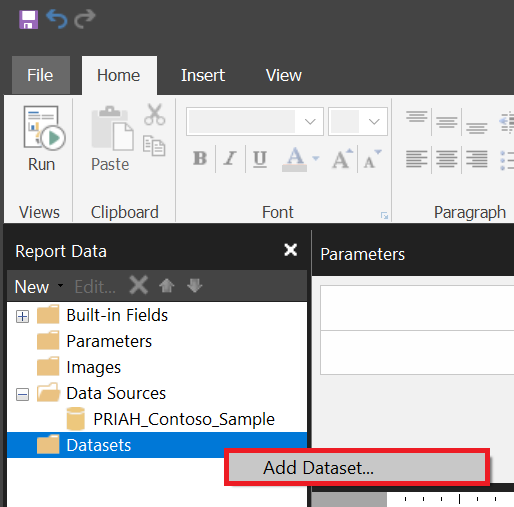 File Home Insert View
Run Paste
B I U A A A
Views Clipboard Font Paragraph
Report Data
Parameters
New Edit...
Built-in Fields
Parameters
Images
Data Sources
PRIAH_Contoso_Sample
Datasets
Add Dataset...